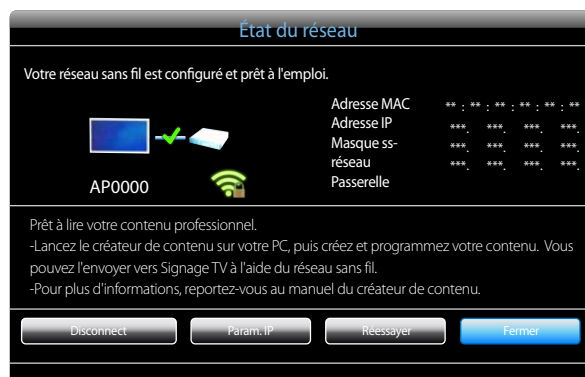 État du réseau
Votre réseau sans fil est configuré et prêt à l'emploi.
Adresse MAC ** : ** : ** : ** : ** : **
Adresse IP ***. ***. ***. ***.
Masque ss- ***. ***. ***. ***.
réseau ***. ***. ***. ***.
Passerelle
AP0000
Prêt à lire votre contenu professionnel.
-Lancez le créateur de contenu sur votre PC, puis créez et programmez votre contenu. Vous
pouvez l'envoyer vers Signage TV à l'aide du réseau sans fil.
-Pour plus d'informations, reportez-vous au manuel du créateur de contenu.
Disconnect Param. IP Réessayer Fermer